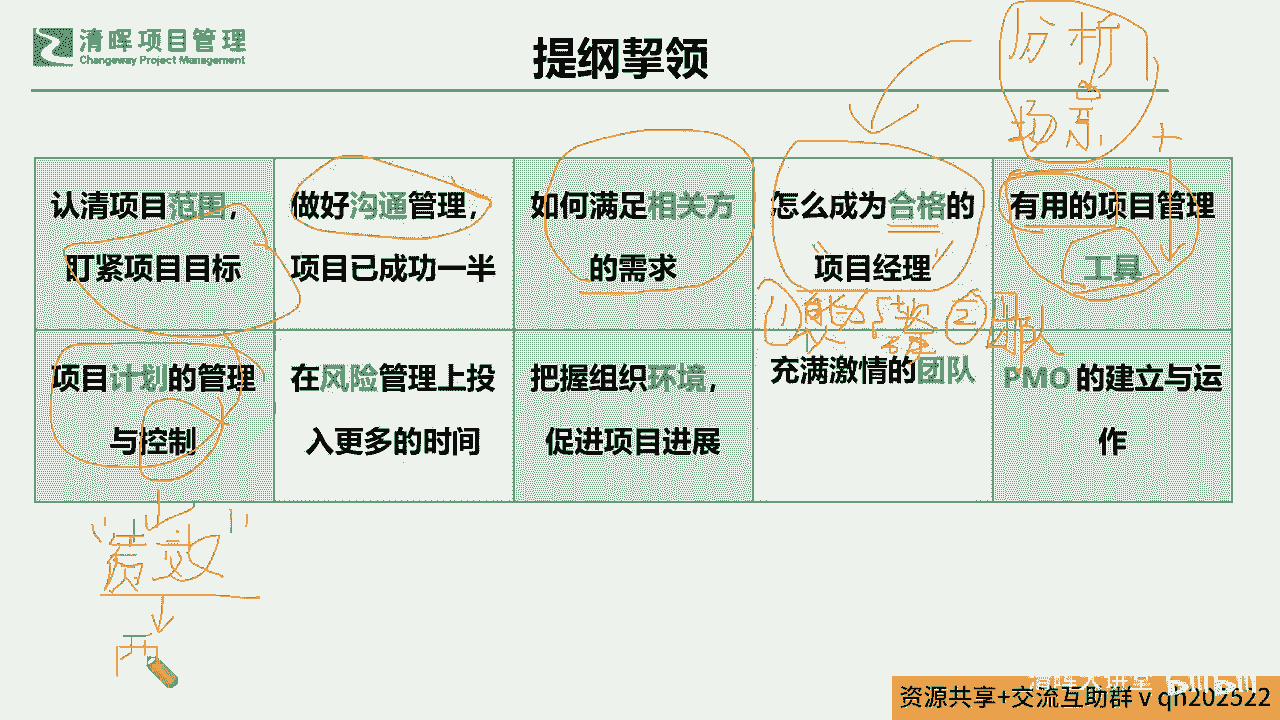 清晖项目管理
Changeway Project Management
提纲挈领
分析
场景
+
认清项目范围，
盯紧项目目标
做好沟通管理，
项目已成功一半
如何满足相关方
的需求
怎么成为合格的
项目经理
有用的项目管理
工具
① ② 团队
项目计划的管理
与控制
在风险管理上投
入更多的时间
把握组织环境，
促进项目进展
充满激情的团队
PMO 的建立与运
作
“绩效”
两
清晖大讲堂 bilibili
资源共享+交流互助群 v qh202522